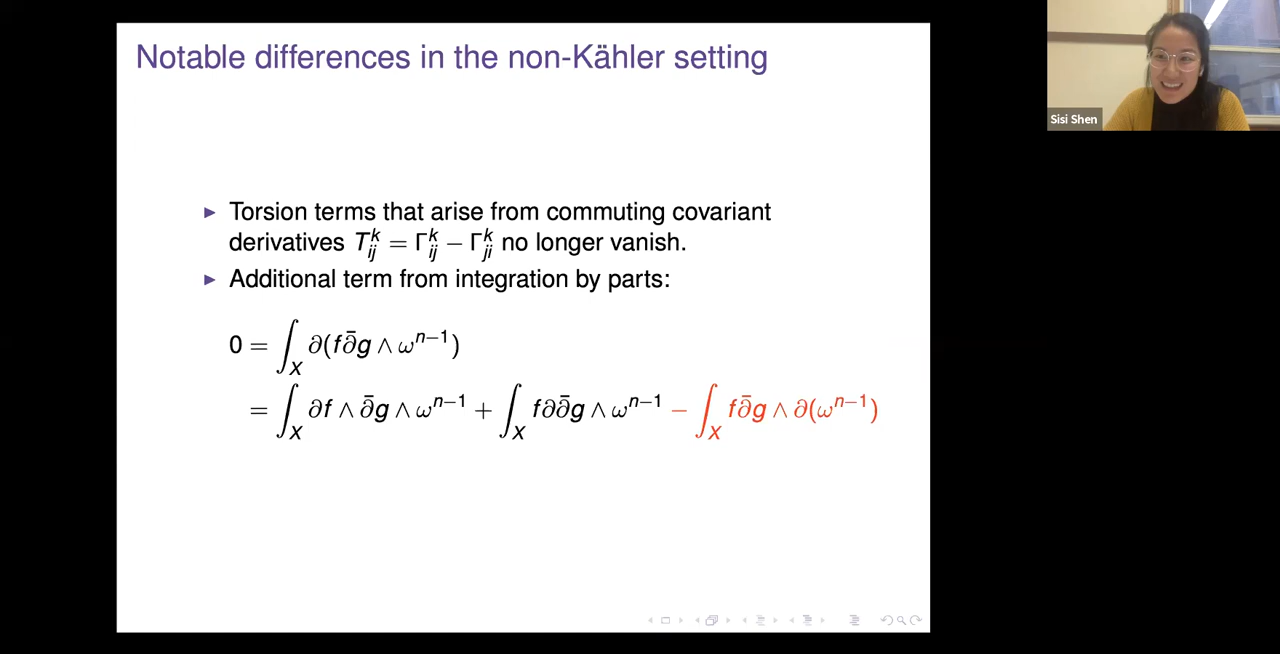 Notable differences in the non-Kähler setting
Sisi Shen
▶ Torsion terms that arise from commuting covariant
derivatives T^k_{ij} = Γ^k_{ij} − Γ^k_{ji} no longer vanish.
▶ Additional term from integration by parts:
0 = ∫_X ∂(f∂̄g ∧ ω^{n−1})
= ∫_X ∂f ∧ ∂̄g ∧ ω^{n−1} + ∫_X f∂∂̄g ∧ ω^{n−1} − ∫_X f∂̄g ∧ ∂(ω^{n−1})